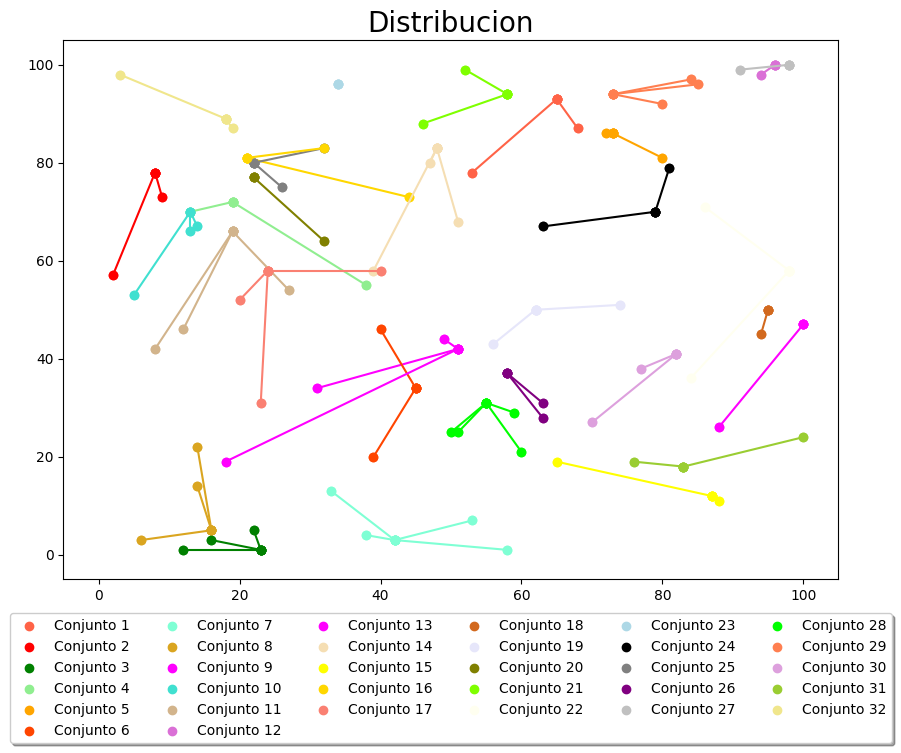 Distribucion
100
80
60
40
20
0
0 20 40 60 80 100
Conjunto 1 Conjunto 7 Conjunto 13 Conjunto 18 Conjunto 23 Conjunto 28
Conjunto 2 Conjunto 8 Conjunto 14 Conjunto 19 Conjunto 24 Conjunto 29
Conjunto 3 Conjunto 9 Conjunto 15 Conjunto 20 Conjunto 25 Conjunto 30
Conjunto 4 Conjunto 10 Conjunto 16 Conjunto 21 Conjunto 26 Conjunto 31
Conjunto 5 Conjunto 11 Conjunto 17 Conjunto 22 Conjunto 27 Conjunto 32
Conjunto 6 Conjunto 12